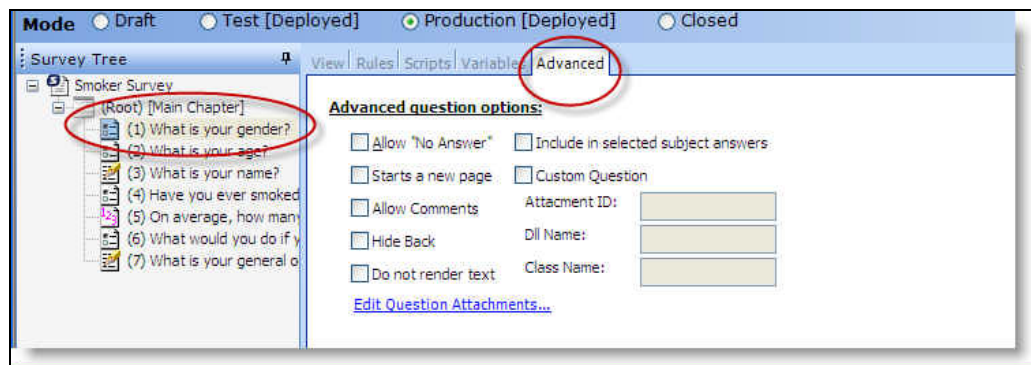 Mode Draft Test [Deployed] Production [Deployed] Closed
Survey Tree
View Rules Scripts Variables Advanced
Smoker Survey
(Root) [Main Chapter]
(1) What is your gender?
(2) What is your age?
(3) What is your name?
(4) Have you ever smoked
(5) On average, how many
(6) What would you do if y
(7) What is your general o
Advanced question options:
Allow "No Answer" Include in selected subject answers
Starts a new page Custom Question
Allow Comments Attacment ID:
Hide Back Dll Name:
Do not render text Class Name:
Edit Question Attachments...